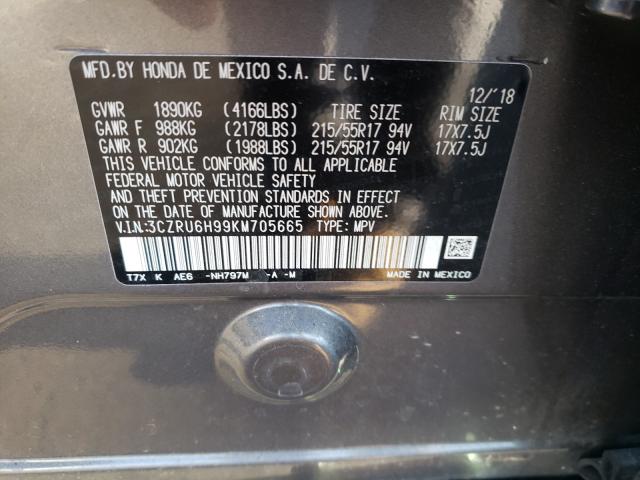 MFD.BY HONDA DE MEXICO S.A. DE C.V.
12/'18
GVWR 1890KG (4166LBS) TIRE SIZE RIM SIZE
GAWR F 988KG (2178LBS) 215/55R17 94V 17X7.5J
GAWR R 902KG (1988LBS) 215/55R17 94V 17X7.5J
THIS VEHICLE CONFORMS TO ALL APPLICABLE
FEDERAL MOTOR VEHICLE SAFETY
AND THEFT PREVENTION STANDARDS IN EFFECT
ON THE DATE OF MANUFACTURE SHOWN ABOVE.
V.I.N:3CZRU6H99KM705665 TYPE: MPV
T7X K AE6 -NH797M -A -M MADE IN MEXICO